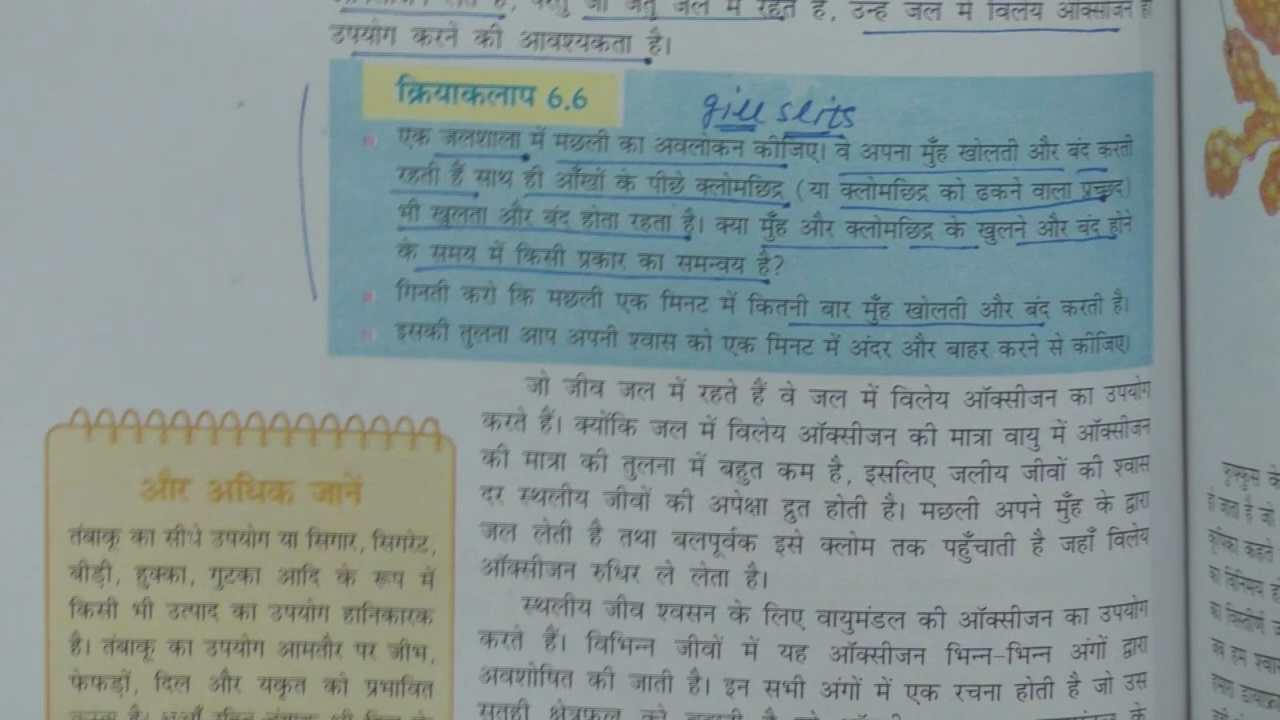 जंतु जल में रहते हैं, उन्हें जल में विलेय ऑक्सीजन ही
उपयोग करने की आवश्यकता है।
क्रियाकलाप 6.6
gill slits
एक जलशाला में मछली का अवलोकन कीजिए। वे अपना मुँह खोलती और बंद करती
रहती हैं साथ ही आँखों के पीछे क्लोमछिद्र (या क्लोमछिद्र को ढकने वाला प्रच्छद)
भी खुलता और बंद होता रहता है। क्या मुँह और क्लोमछिद्र के खुलने और बंद होने
के समय में किसी प्रकार का समन्वय है?
गिनती करो कि मछली एक मिनट में कितनी बार मुँह खोलती और बंद करती है।
इसकी तुलना आप अपनी श्वास को एक मिनट में अंदर और बाहर करने से कीजिए।
जो जीव जल में रहते हैं वे जल में विलेय ऑक्सीजन का उपयोग
करते हैं। क्योंकि जल में विलेय ऑक्सीजन की मात्रा वायु में ऑक्सीजन
की मात्रा की तुलना में बहुत कम है, इसलिए जलीय जीवों की श्वास
दर स्थलीय जीवों की अपेक्षा द्रुत होती है। मछली अपने मुँह के द्वारा
जल लेती है तथा बलपूर्वक इसे क्लोम तक पहुँचाती है जहाँ विलेय
ऑक्सीजन रुधिर ले लेता है।
स्थलीय जीव श्वसन के लिए वायुमंडल की ऑक्सीजन का उपयोग
करते हैं। विभिन्न जीवों में यह ऑक्सीजन भिन्न-भिन्न अंगों द्वारा
अवशोषित की जाती है। इन सभी अंगों में एक रचना होती है जो उस
सतही क्षेत्रफल को
और अधिक जानें
तंबाकू का सीधे उपयोग या सिगार, सिगरेट,
बीड़ी, हुक्का, गुटका आदि के रूप में
किसी भी उत्पाद का उपयोग हानिकारक
है। तंबाकू का उपयोग आमतौर पर जीभ,
फेफड़ों, दिल और यकृत को प्रभावित
फुफ्फुस के
हो जाता है जो